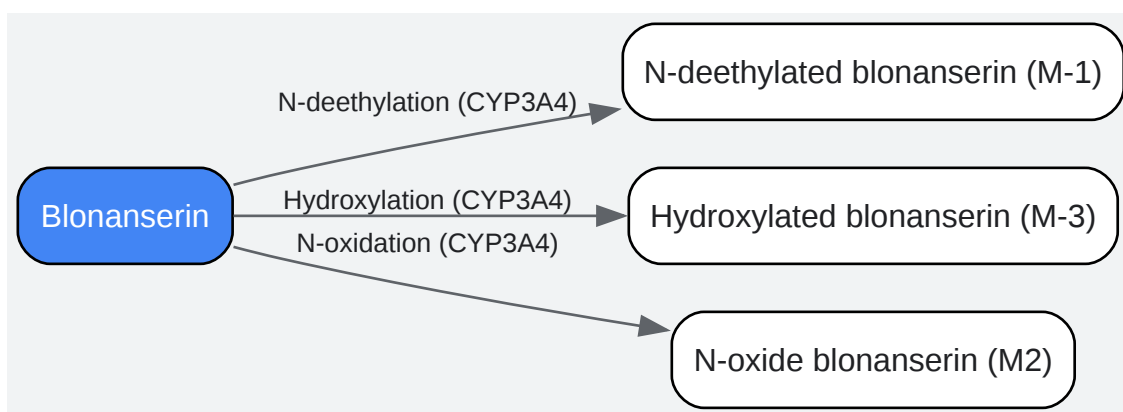 N-deethylated blonanserin (M-1)
N-deethylation (CYP3A4)
Blonanserin
Hydroxylation (CYP3A4)
Hydroxylated blonanserin (M-3)
N-oxidation (CYP3A4)
N-oxide blonanserin (M2)